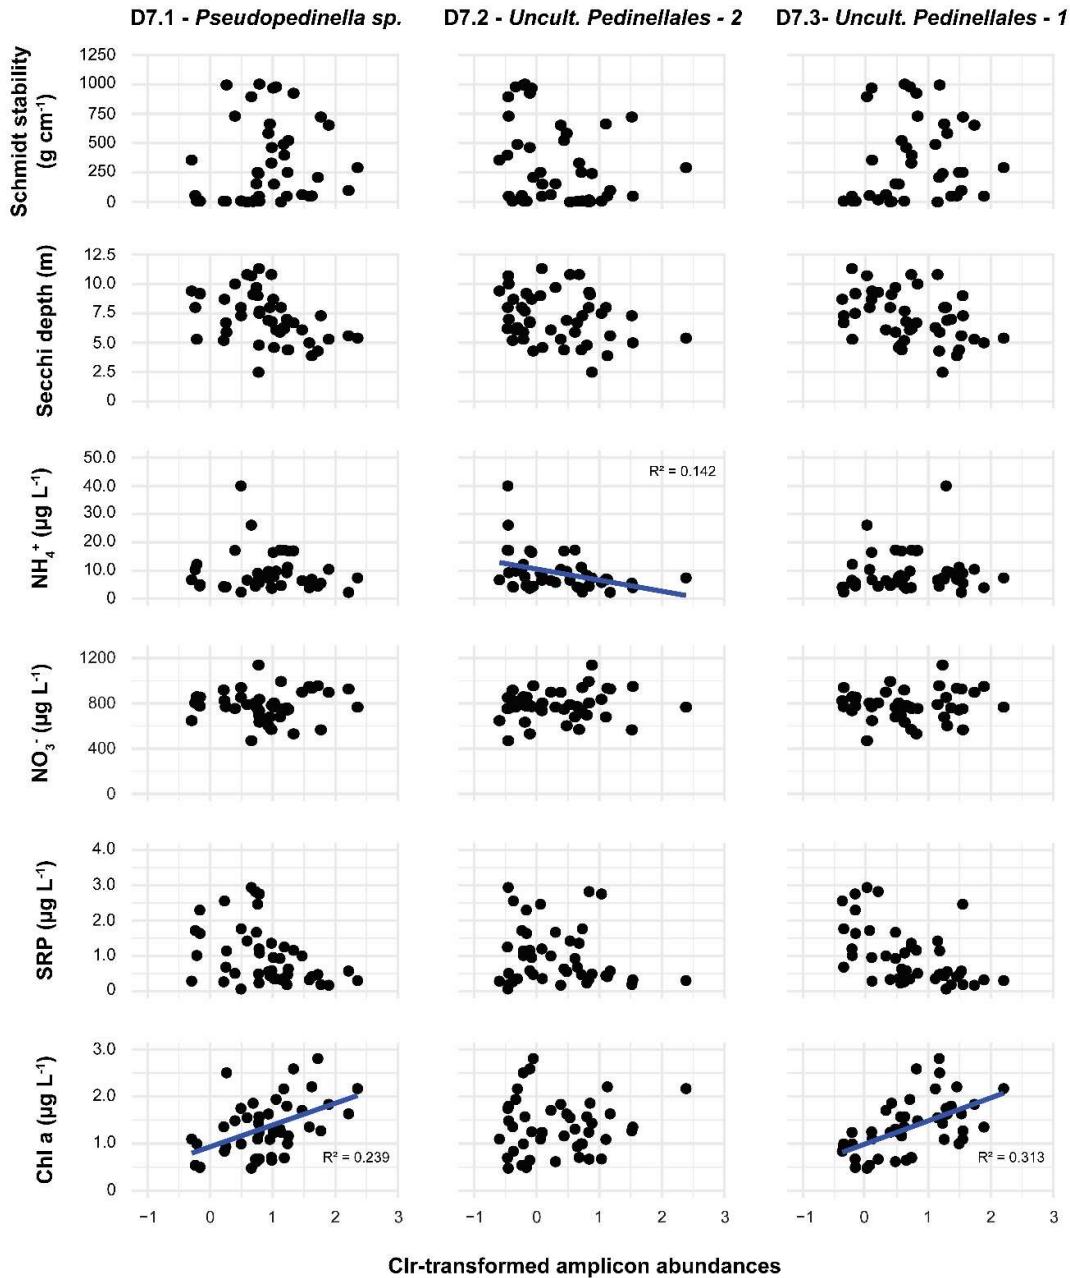 D7.1 - Pseudopedinella sp.
D7.2 - Uncult. Pedinellales - 2
D7.3- Uncult. Pedinellales - 1
Schmidt stability
(g cm⁻¹)
1250
1000
750
500
250
0
Secchi depth (m)
12.5
10.0
7.5
5.0
2.5
0
NH₄⁺ (µg L⁻¹)
50.0
40.0
30.0
20.0
10.0
0
R² = 0.142
NO₃⁻ (µg L⁻¹)
1200
800
400
0
SRP (µg L⁻¹)
4.0
3.0
2.0
1.0
0
Chl a (µg L⁻¹)
3.0
2.0
1.0
0
R² = 0.239
R² = 0.313
−1 0 1 2 3 −1 0 1 2 3 −1 0 1 2 3
Clr-transformed amplicon abundances